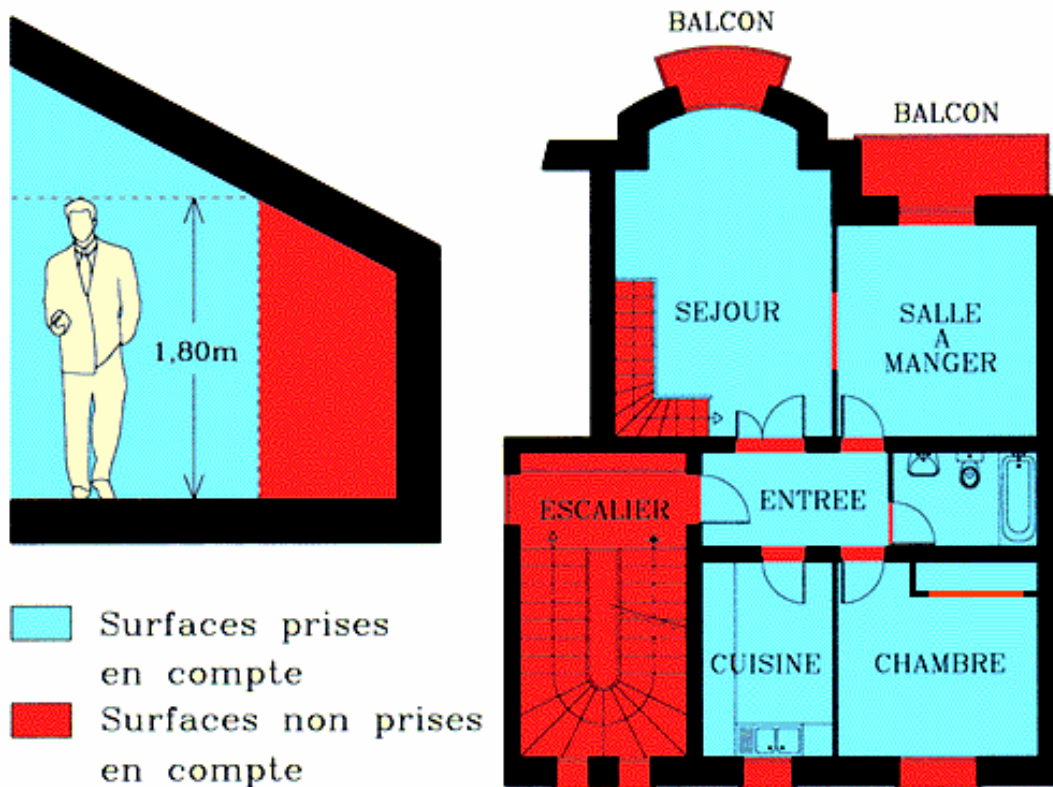 BALCON
BALCON
1,80m
SEJOUR
SALLE
A
MANGER
ESCALIER
ENTREE
CUISINE
CHAMBRE
Surfaces prises
en compte
Surfaces non prises
en compte